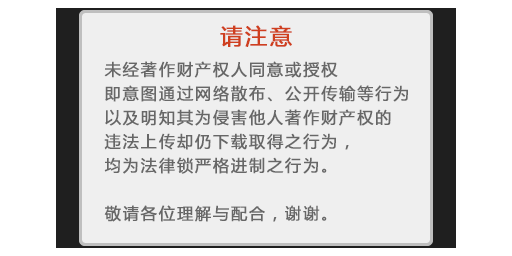 请注意
未经著作财产权人同意或授权
即意图通过网络散布、公开传输等行为
以及明知其为侵害他人著作财产权的
违法上传却仍下载取得之行为，
均为法律锁严格进制之行为。
敬请各位理解与配合，谢谢。